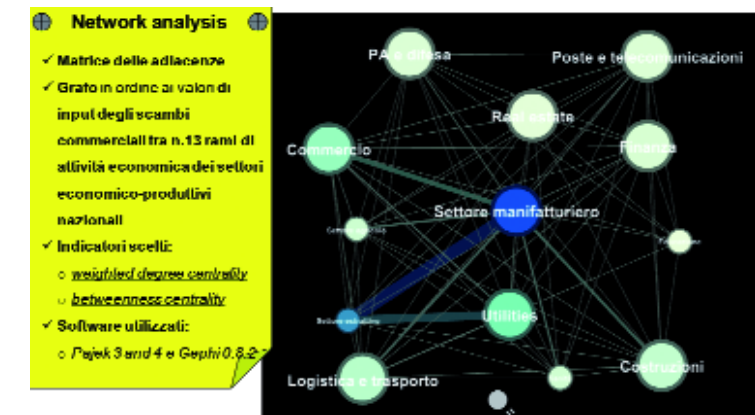 Network analysis
✓ Matrice delle adiacenze
✓ Grafo in ordine ai valori di
input degli scambi
commerciali tra n.13 rami di
attività economica dei settori
economico-produttivi
nazionali
✓ Indicatori scelti:
o weighted degree centrality
o betweenness centrality
✓ Software utilizzati:
o Pajek 3 and 4 e Gephi 0.8.2
PA e difesa
Poste e telecomunicazioni
Real estate
Commercio
Finanza
Settore manifatturiero
Settore estrattivo
Utilities
Costruzioni
Logistica e trasporto